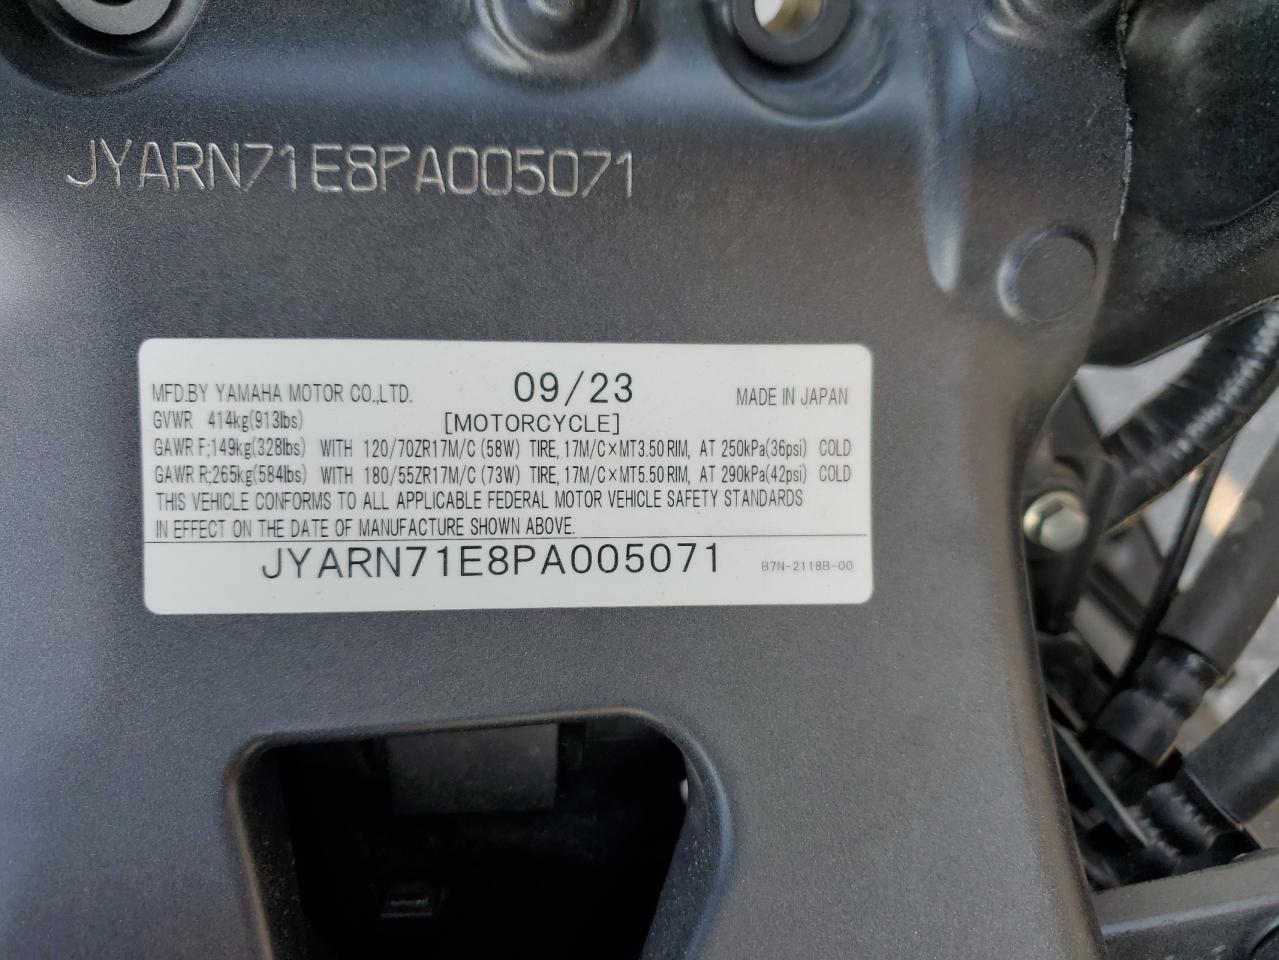 JYARN71E8PA005071
MFD.BY YAMAHA MOTOR CO.,LTD. 09/23 MADE IN JAPAN
GVWR 414kg(913lbs) [MOTORCYCLE]
GAWR F;149kg(328lbs) WITH 120/70ZR17M/C (58W) TIRE, 17M/C×MT3.50 RIM, AT 250kPa(36psi) COLD
GAWR R;265kg(584lbs) WITH 180/55ZR17M/C (73W) TIRE, 17M/C×MT5.50 RIM, AT 290kPa(42psi) COLD
THIS VEHICLE CONFORMS TO ALL APPLICABLE FEDERAL MOTOR VEHICLE SAFETY STANDARDS
IN EFFECT ON THE DATE OF MANUFACTURE SHOWN ABOVE.
JYARN71E8PA005071 B7N-2118B-00